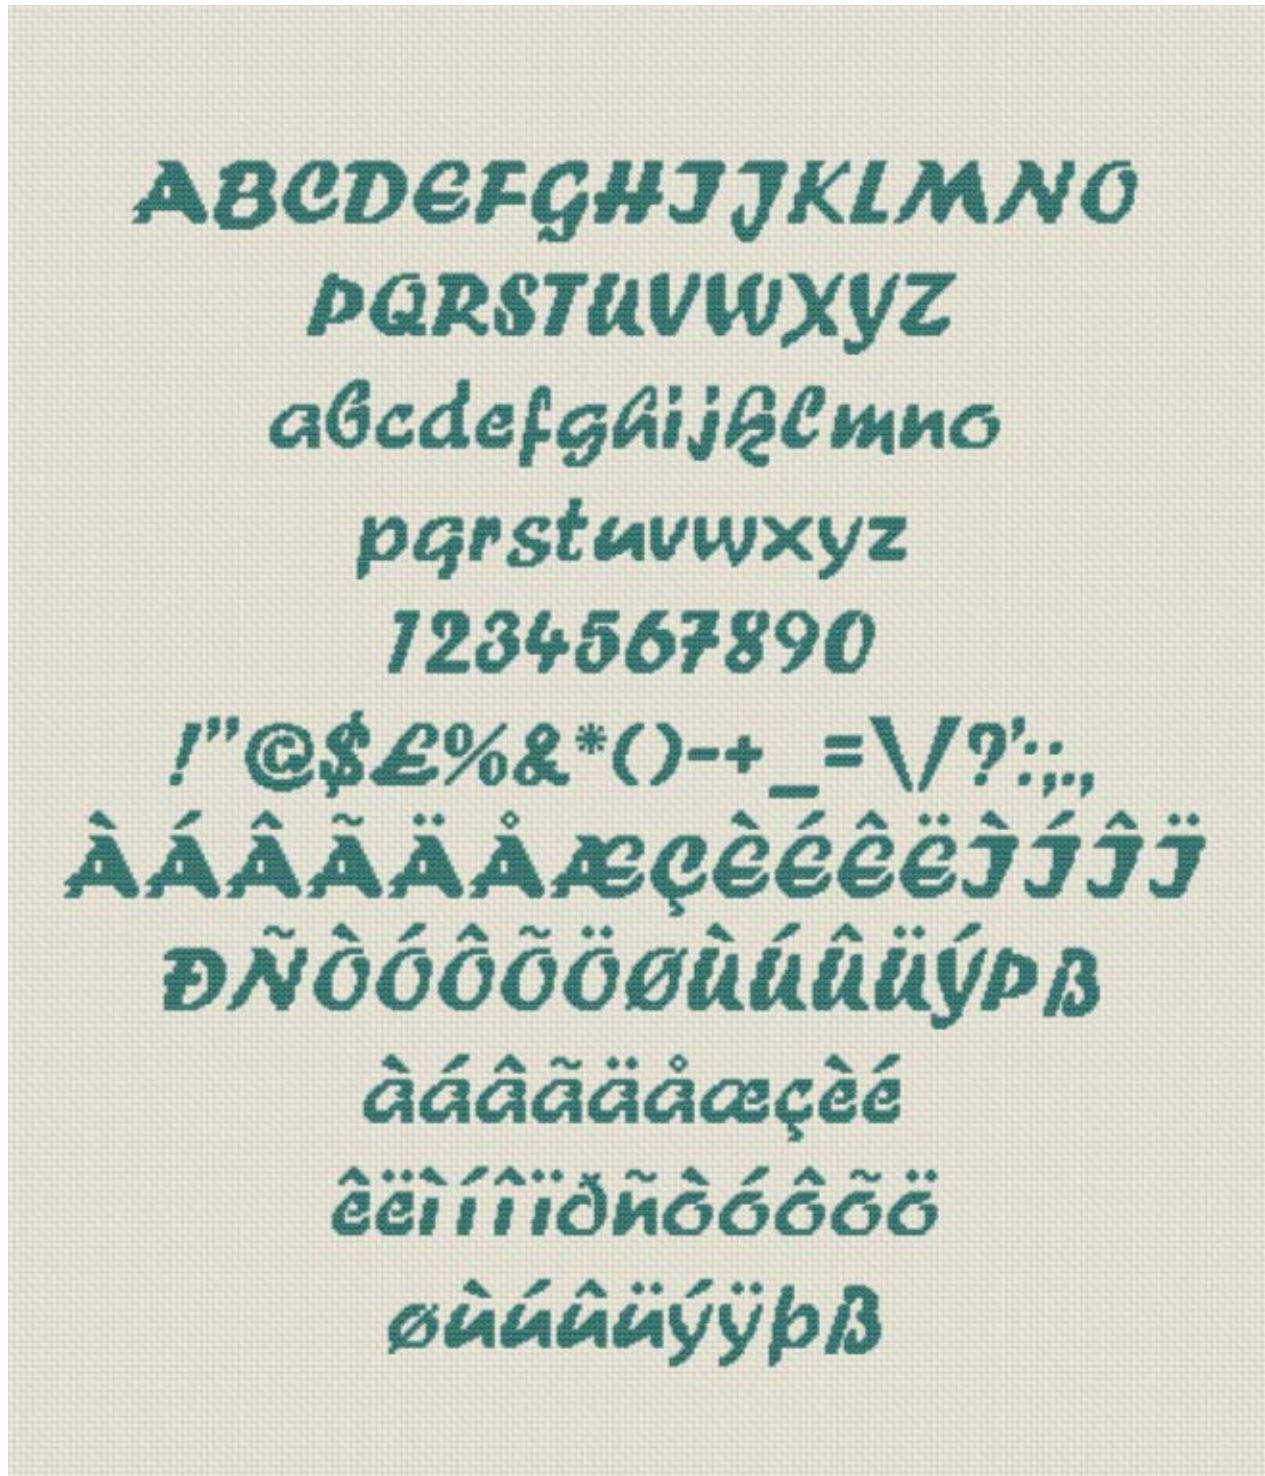 ABCDEFGHIJKLMNO
PQRSTUVWXYZ
abcdefghijklmno
pqrstuvwxyz
1234567890
!"@$£%&*()-+_=\/?':;.,
ÀÁÂÃÄÅÆÇÈÉÊËÌÍÎÏ
ÐÑÒÓÔÕÖØÙÚÛÜÝÞß
àáâãäåæçèé
êëìíîïðñòóôõö
øùúûüýÿþß